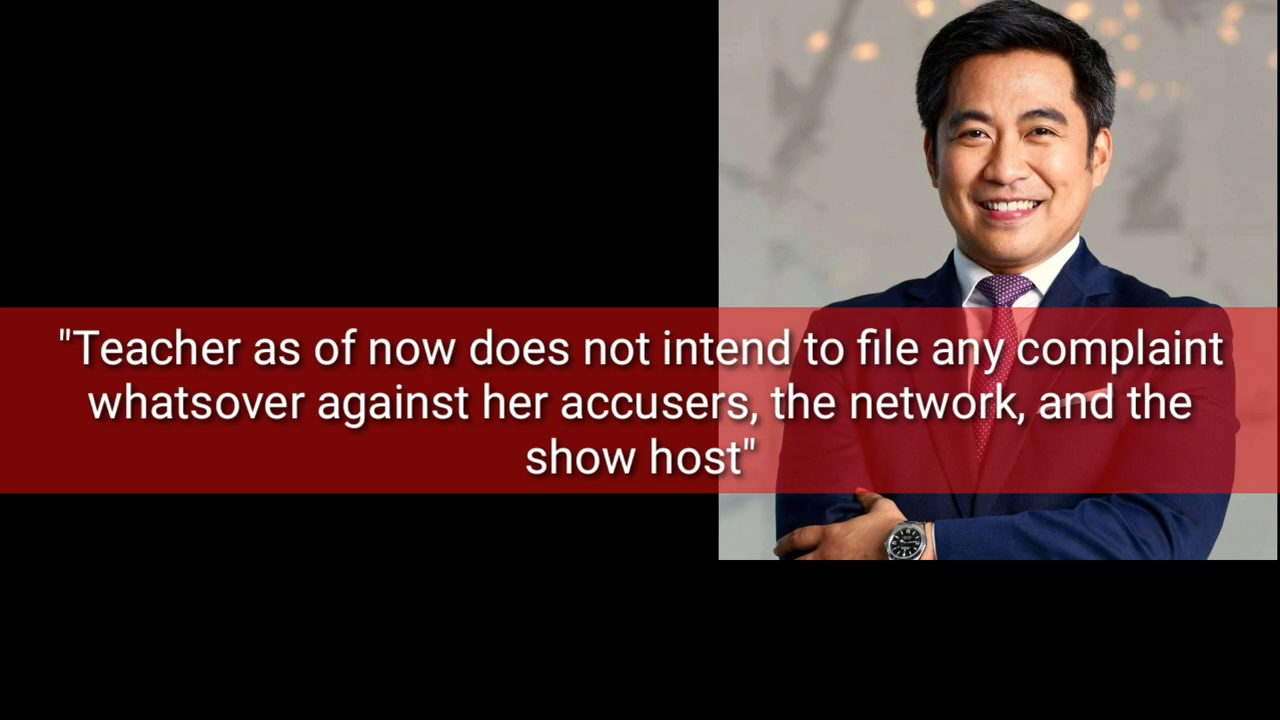 "Teacher as of now does not intend to file any complaint
whatsover against her accusers, the network, and the
show host"